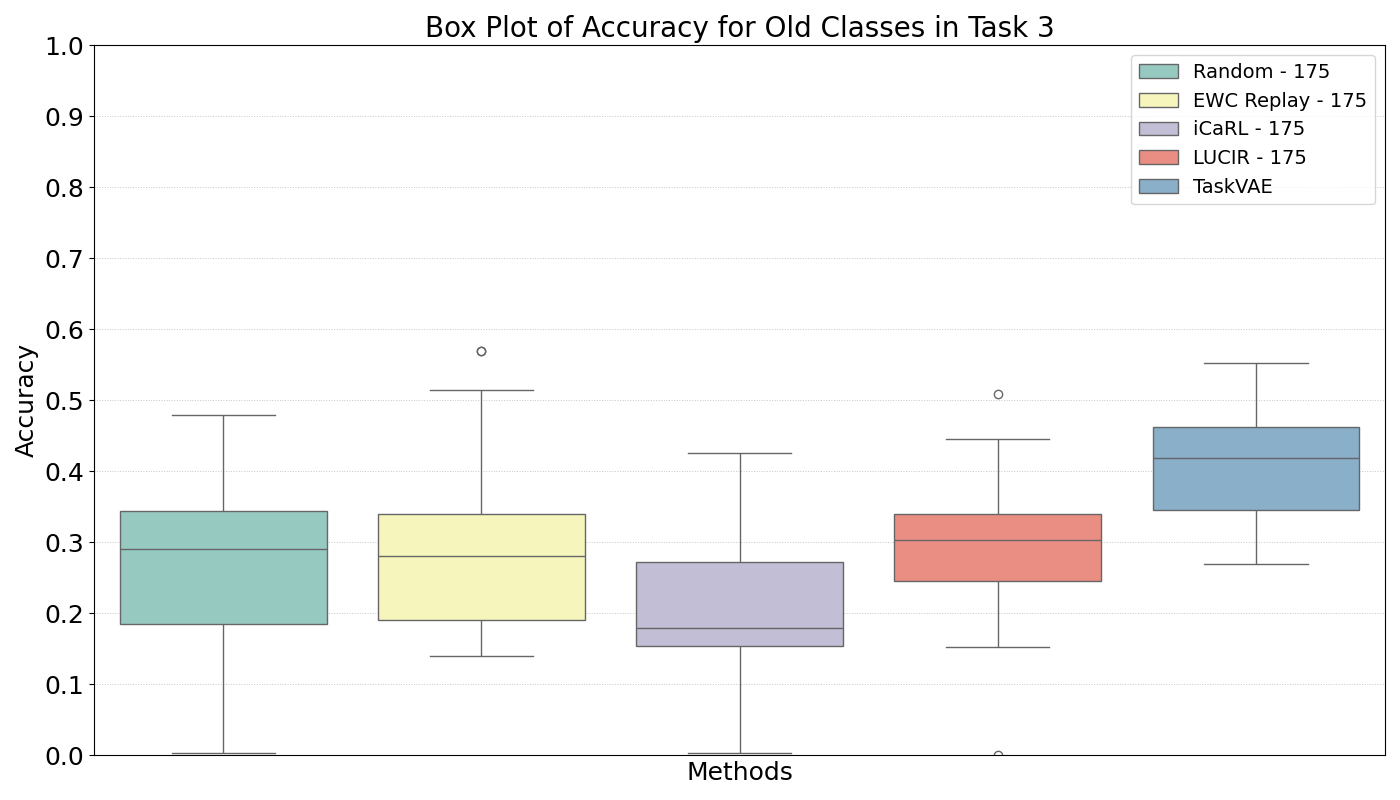 Box Plot of Accuracy for Old Classes in Task 3
1.0
0.9
0.8
0.7
0.6
0.5
0.4
0.3
0.2
0.1
0.0
Accuracy
Methods
Random - 175
EWC Replay - 175
iCaRL - 175
LUCIR - 175
TaskVAE